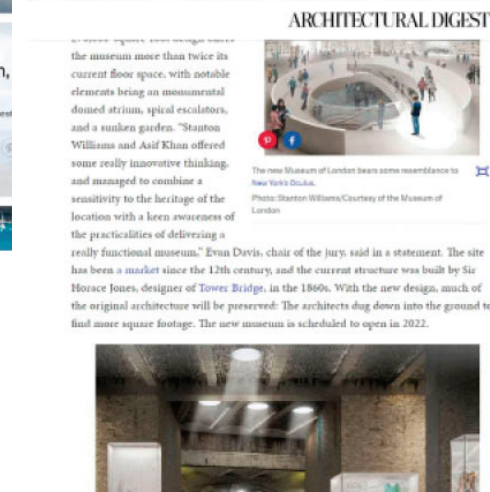 ARCHITECTURAL DIGEST
the museum more than twice its
current floor space, with notable
elements being an monumental
domed atrium, spiral escalators,
and a sunken garden. "Stanton
Williams and Asif Khan offered
some really innovative thinking,
and managed to combine a
sensitivity to the heritage of the
location with a keen awareness of
the practicalities of delivering a
The new Museum of London bears some resemblance to
New York's Oculus.
Photo: Stanton Williams/Courtesy of the Museum of
London
really functional museum," Evan Davis, chair of the jury, said in a statement. The site
has been a market since the 12th century, and the current structure was built by Sir
Horace Jones, designer of Tower Bridge, in the 1860s. With the new design, much of
the original architecture will be preserved: The architects dug down into the ground to
find more square footage. The new museum is scheduled to open in 2022.